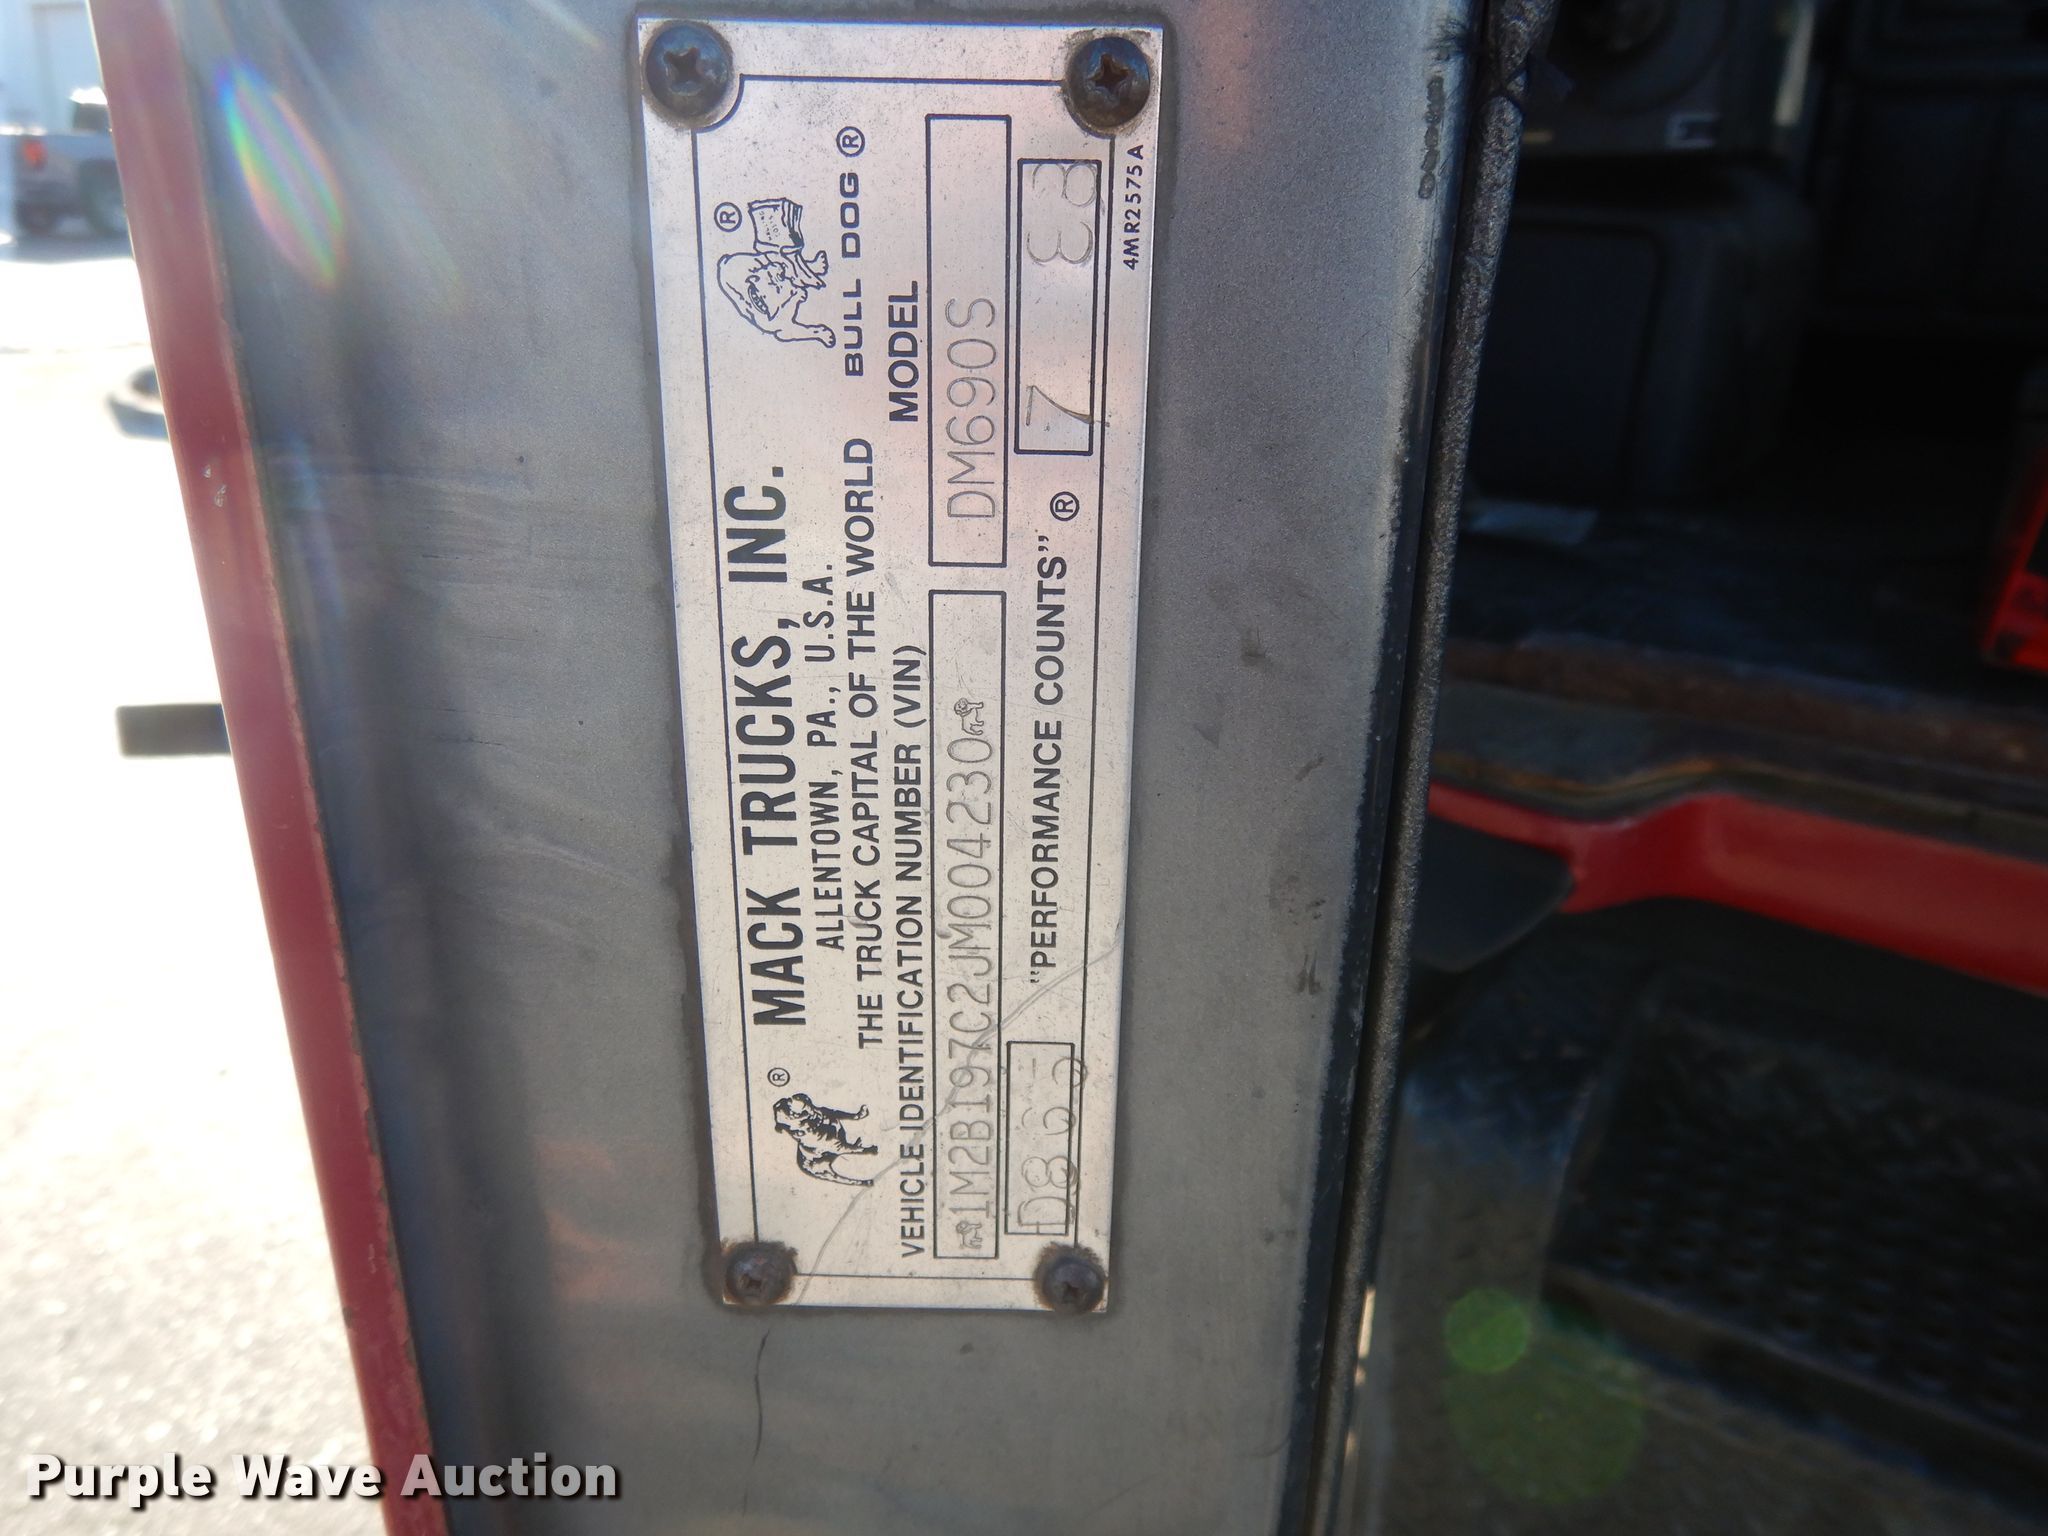 MACK TRUCKS, INC.
ALLENTOWN, PA., U.S.A.
THE TRUCK CAPITAL OF THE WORLD
BULL DOG ®
VEHICLE IDENTIFICATION NUMBER (VIN)
MODEL
1M2B197C2JM004230
DM690S
"PERFORMANCE COUNTS" ®
7
4MR2575A
Purple Wave Auction